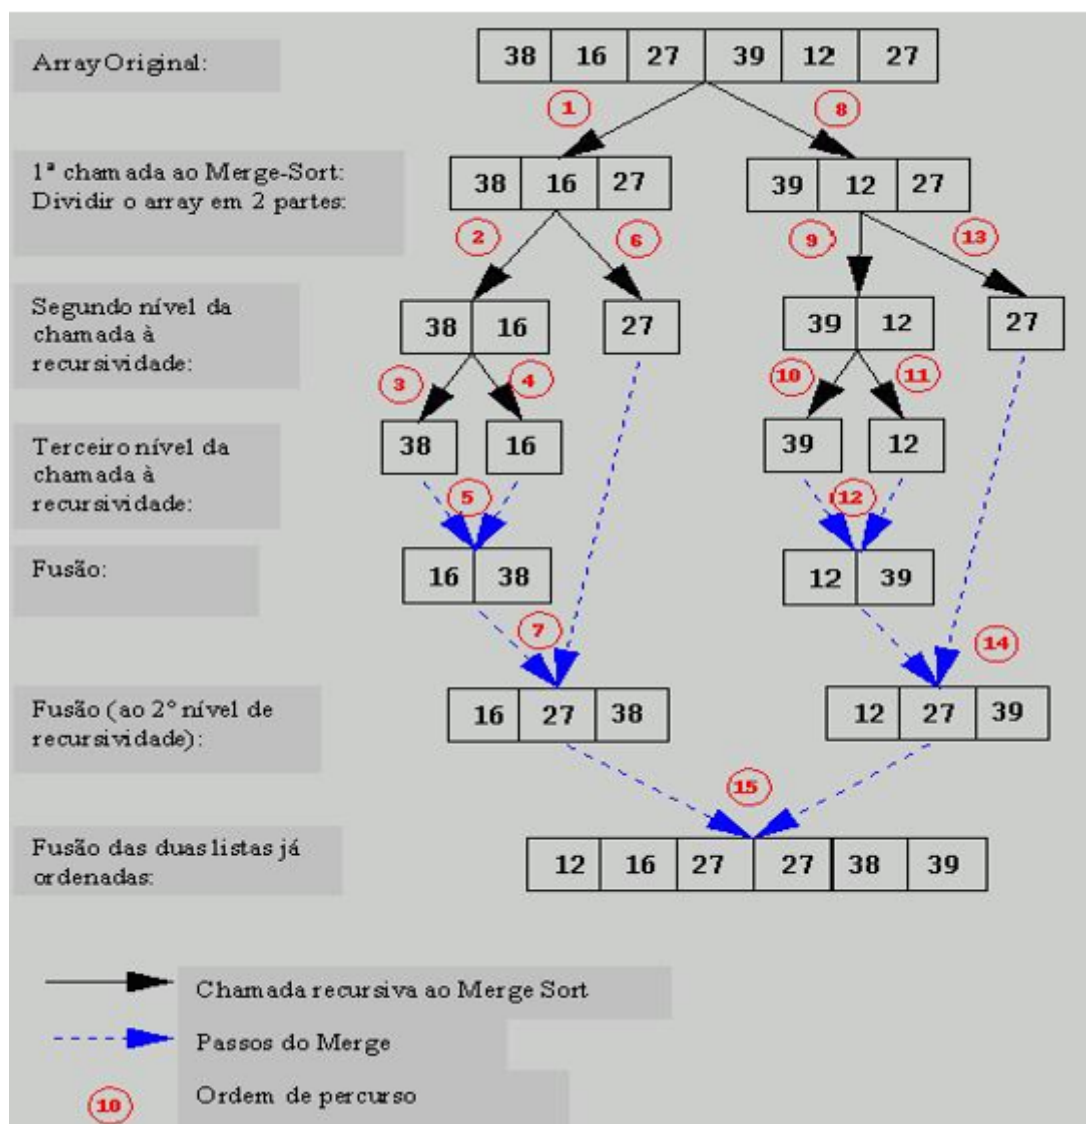 Array Original:
38 16 27 39 12 27
1 8
1ª chamada ao Merge-Sort:
Dividir o array em 2 partes:
38 16 27 39 12 27
2 6 9 13
Segundo nível da
chamada à
recursividade:
38 16 27 39 12 27
3 4 10 11
Terceiro nível da
chamada à
recursividade:
38 16 39 12
5 12
Fusão:
16 38 12 39
7 14
Fusão (ao 2º nível de
recursividade):
16 27 38 12 27 39
15
Fusão das duas listas já
ordenadas:
12 16 27 27 38 39
Chamada recursiva ao Merge Sort
Passos do Merge
10 Ordem de percurso